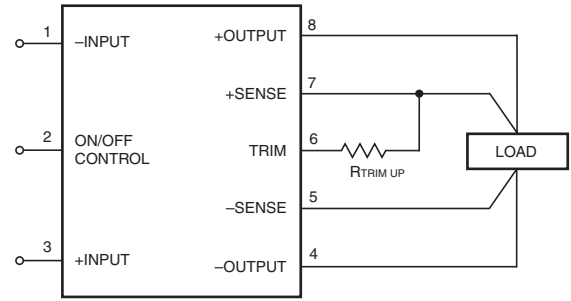 1 –INPUT
+OUTPUT 8
+SENSE 7
2 ON/OFF
CONTROL
TRIM 6
RTRIM UP
LOAD
–SENSE 5
3 +INPUT
–OUTPUT 4